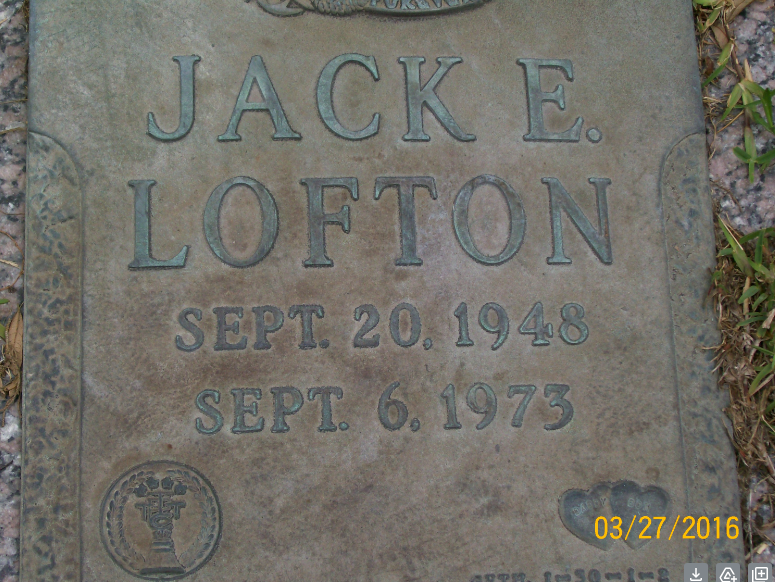 JACK E.
LOFTON
SEPT. 20, 1948
SEPT. 6, 1973
03/27/2016